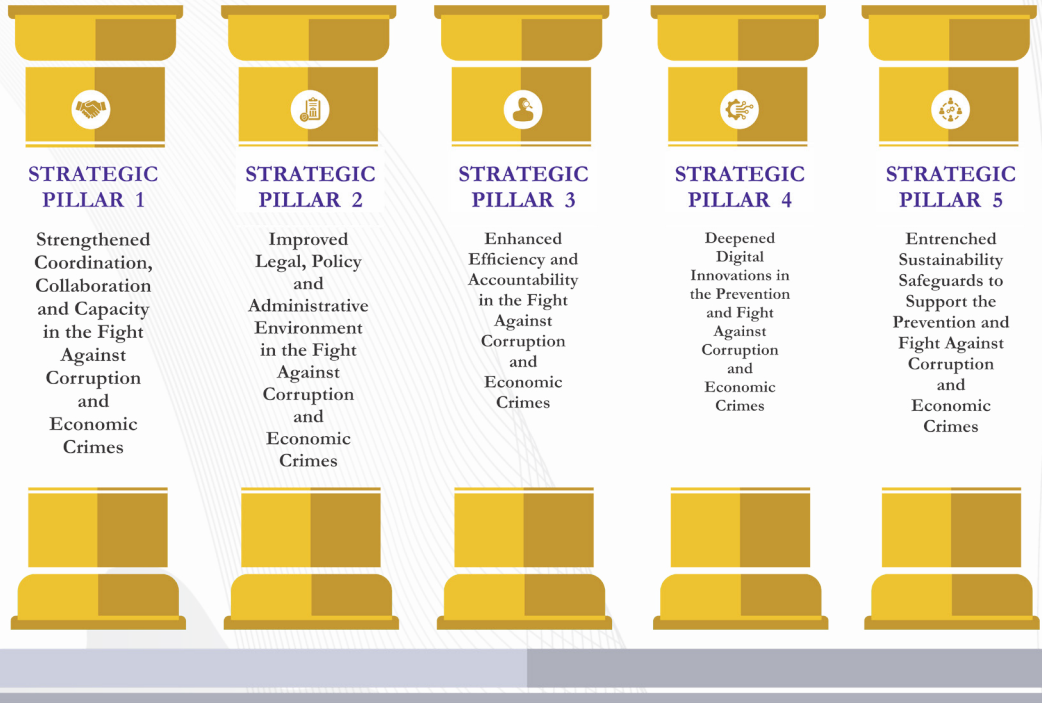 STRATEGIC
PILLAR 1
Strengthened
Coordination,
Collaboration
and Capacity
in the Fight
Against
Corruption
and
Economic
Crimes
STRATEGIC
PILLAR 2
Improved
Legal, Policy
and
Administrative
Environment
in the Fight
Against
Corruption
and
Economic
Crimes
STRATEGIC
PILLAR 3
Enhanced
Efficiency and
Accountability
in the Fight
Against
Corruption
and
Economic
Crimes
STRATEGIC
PILLAR 4
Deepened
Digital
Innovations in
the Prevention
and Fight
Against
Corruption
and
Economic
Crimes
STRATEGIC
PILLAR 5
Entrenched
Sustainability
Safeguards to
Support the
Prevention and
Fight Against
Corruption
and
Economic
Crimes